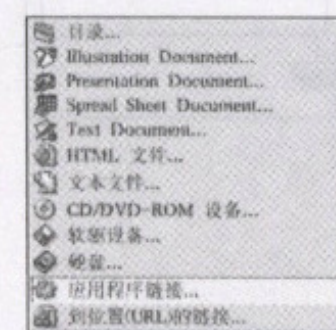 目录...
Illustration Document...
Presentation Document...
Spread Sheet Document...
Text Document...
HTML 文件...
文本文件...
CD/DVD-ROM 设备...
软驱设备...
硬盘...
应用程序链接...
到位置(URL)的链接...